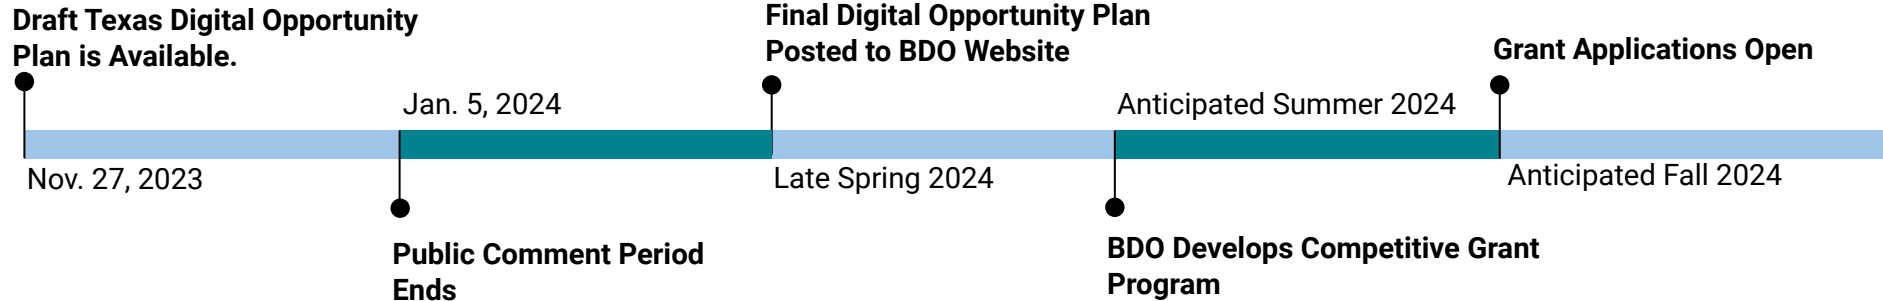 Draft Texas Digital Opportunity
Plan is Available.
Nov. 27, 2023
Jan. 5, 2024
Public Comment Period
Ends
Final Digital Opportunity Plan
Posted to BDO Website
Late Spring 2024
Anticipated Summer 2024
BDO Develops Competitive Grant
Program
Grant Applications Open
Anticipated Fall 2024